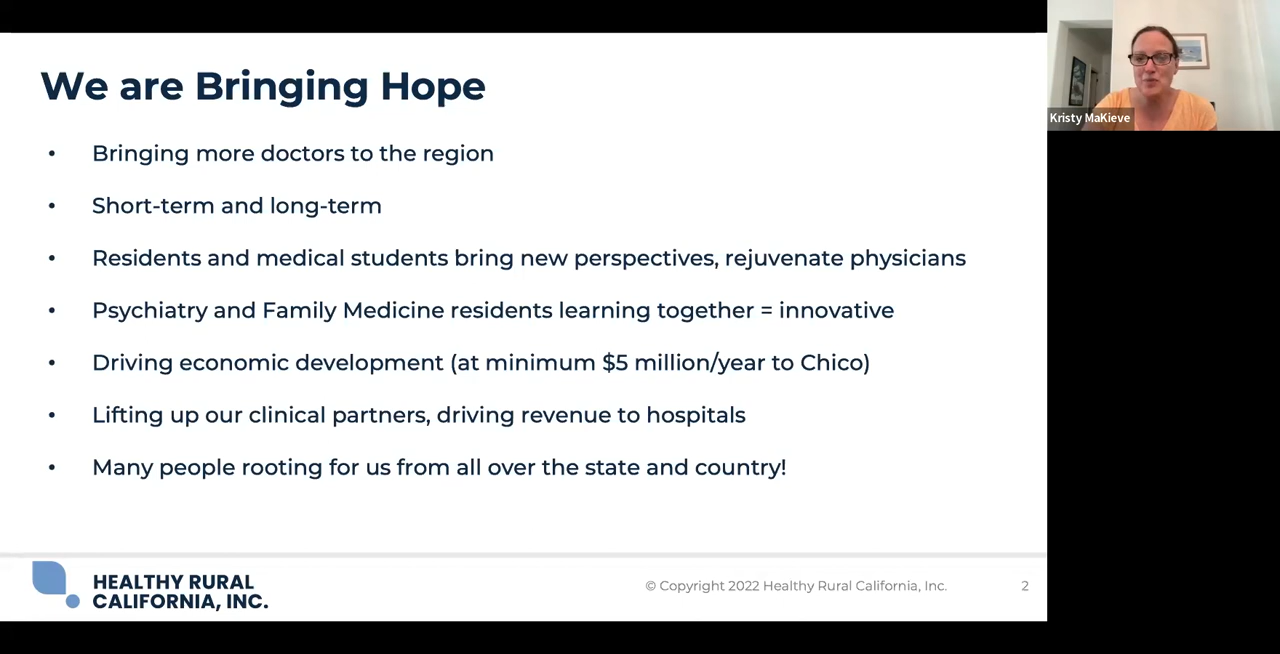 We are Bringing Hope
• Bringing more doctors to the region
• Short-term and long-term
• Residents and medical students bring new perspectives, rejuvenate physicians
• Psychiatry and Family Medicine residents learning together = innovative
• Driving economic development (at minimum $5 million/year to Chico)
• Lifting up our clinical partners, driving revenue to hospitals
• Many people rooting for us from all over the state and country!
HEALTHY RURAL
CALIFORNIA, INC.
© Copyright 2022 Healthy Rural California, Inc.
2
Kristy MaKieve